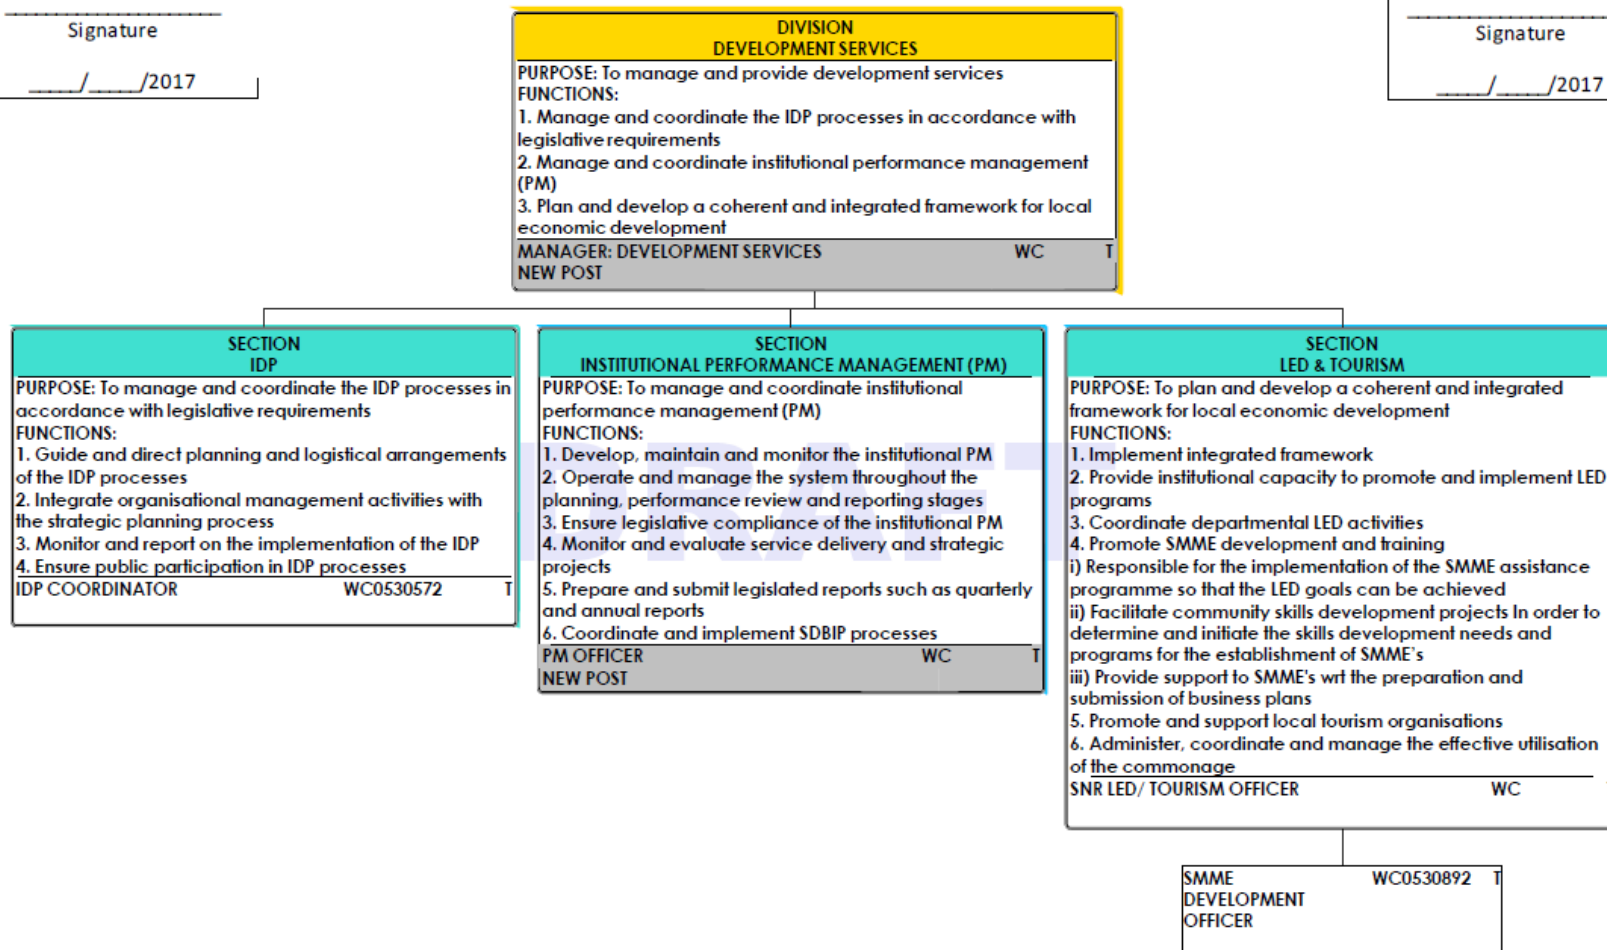 Signature
____/____/2017
Signature
____/____/2017
DIVISION
DEVELOPMENT SERVICES
PURPOSE: To manage and provide development services
FUNCTIONS:
1. Manage and coordinate the IDP processes in accordance with
legislative requirements
2. Manage and coordinate institutional performance management
(PM)
3. Plan and develop a coherent and integrated framework for local
economic development
MANAGER: DEVELOPMENT SERVICES WC T
NEW POST
SECTION
IDP
PURPOSE: To manage and coordinate the IDP processes in
accordance with legislative requirements
FUNCTIONS:
1. Guide and direct planning and logistical arrangements
of the IDP processes
2. Integrate organisational management activities with
the strategic planning process
3. Monitor and report on the implementation of the IDP
4. Ensure public participation in IDP processes
IDP COORDINATOR WC0530572 T
SECTION
INSTITUTIONAL PERFORMANCE MANAGEMENT (PM)
PURPOSE: To manage and coordinate institutional
performance management (PM)
FUNCTIONS:
1. Develop, maintain and monitor the institutional PM
2. Operate and manage the system throughout the
planning, performance review and reporting stages
3. Ensure legislative compliance of the institutional PM
4. Monitor and evaluate service delivery and strategic
projects
5. Prepare and submit legislated reports such as quarterly
and annual reports
6. Coordinate and implement SDBIP processes
PM OFFICER WC T
NEW POST
SECTION
LED & TOURISM
PURPOSE: To plan and develop a coherent and integrated
framework for local economic development
FUNCTIONS:
1. Implement integrated framework
2. Provide institutional capacity to promote and implement LED
programs
3. Coordinate departmental LED activities
4. Promote SMME development and training
i) Responsible for the implementation of the SMME assistance
programme so that the LED goals can be achieved
ii) Facilitate community skills development projects In order to
determine and initiate the skills development needs and
programs for the establishment of SMME's
iii) Provide support to SMME's wrt the preparation and
submission of business plans
5. Promote and support local tourism organisations
6. Administer, coordinate and manage the effective utilisation
of the commonage
SNR LED/ TOURISM OFFICER WC
SMME WC0530892 T
DEVELOPMENT
OFFICER
DRAFT